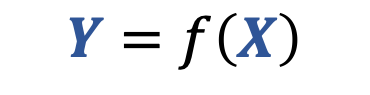 Y = f(X)